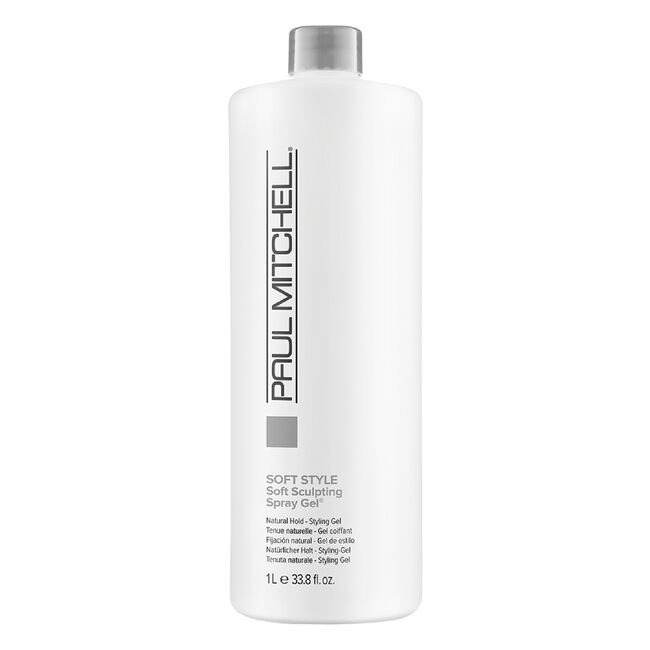 PAUL MITCHELL®
SOFT STYLE
Soft Sculpting
Spray Gel®
Natural Hold - Styling Gel
Tenue naturelle - Gel coiffant
Fijación natural - Gel de estilo
Natürlicher Halt - Styling-Gel
Tenuta naturale - Styling Gel
1L ℮ 33.8 fl. oz.